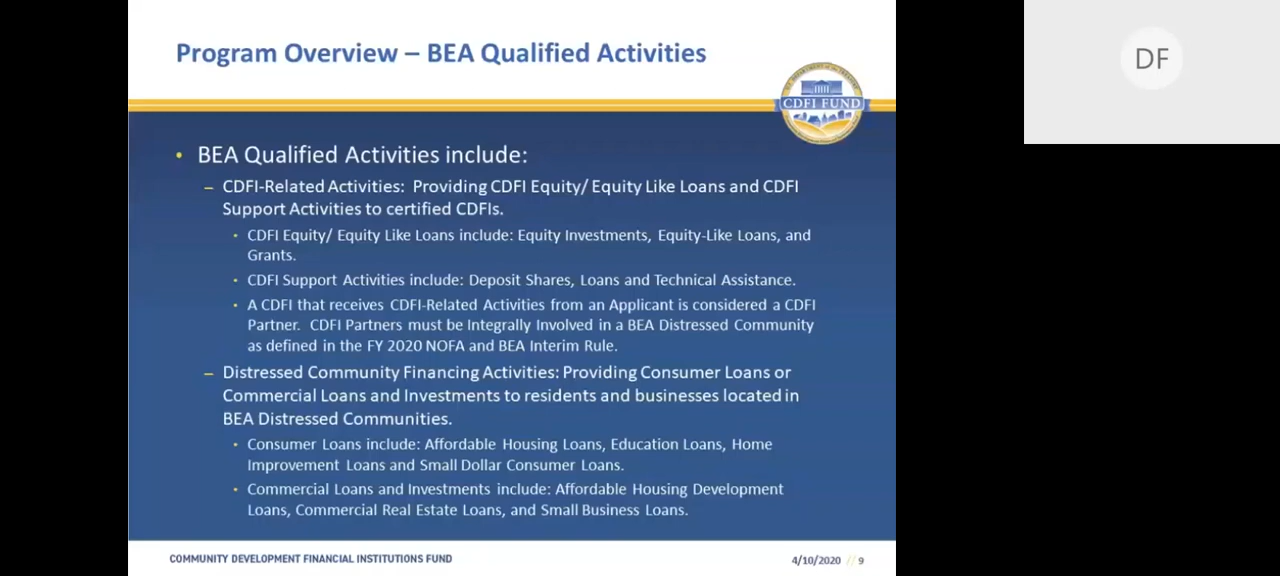 Program Overview – BEA Qualified Activities
DF
CDFI FUND
• BEA Qualified Activities include:
– CDFI-Related Activities: Providing CDFI Equity/ Equity Like Loans and CDFI
Support Activities to certified CDFIs.
• CDFI Equity/ Equity Like Loans include: Equity Investments, Equity-Like Loans, and
Grants.
• CDFI Support Activities include: Deposit Shares, Loans and Technical Assistance.
• A CDFI that receives CDFI-Related Activities from an Applicant is considered a CDFI
Partner. CDFI Partners must be Integrally Involved in a BEA Distressed Community
as defined in the FY 2020 NOFA and BEA Interim Rule.
– Distressed Community Financing Activities: Providing Consumer Loans or
Commercial Loans and Investments to residents and businesses located in
BEA Distressed Communities.
• Consumer Loans include: Affordable Housing Loans, Education Loans, Home
Improvement Loans and Small Dollar Consumer Loans.
• Commercial Loans and Investments include: Affordable Housing Development
Loans, Commercial Real Estate Loans, and Small Business Loans.
COMMUNITY DEVELOPMENT FINANCIAL INSTITUTIONS FUND
4/10/2020 // 9